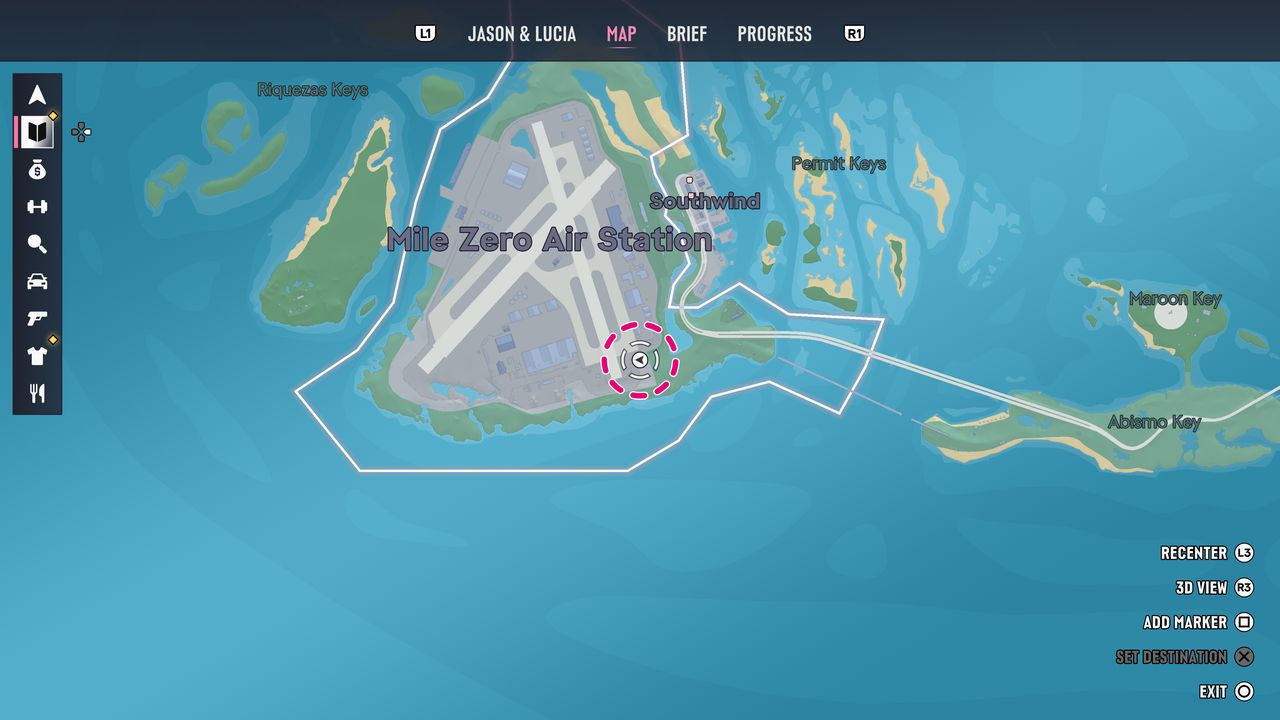 L1
JASON & LUCIA
MAP
BRIEF
PROGRESS
R1
Riquezas Keys
Permit Keys
Southwind
Mile Zero Air Station
Maroon Key
Abismo Key
RECENTER L3
3D VIEW R3
ADD MARKER
SET DESTINATION
EXIT